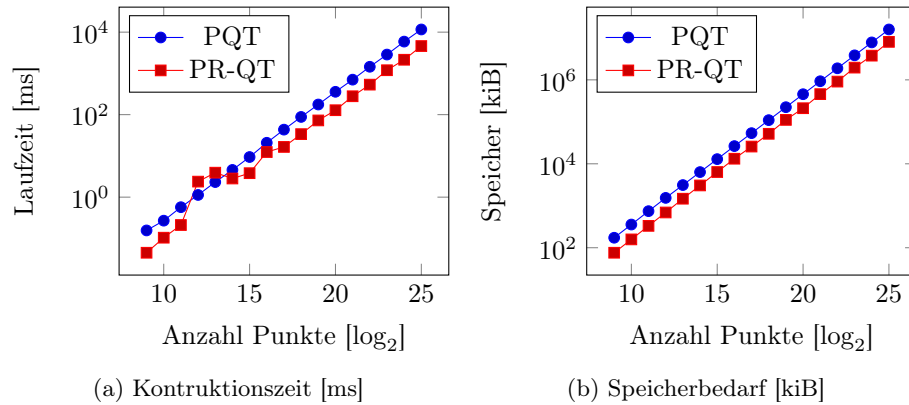 PQT
PR-QT
10^4
10^2
10^0
Laufzeit [ms]
10 15 20 25
Anzahl Punkte [log_2]
(a) Kontruktionszeit [ms]
PQT
PR-QT
10^6
10^4
10^2
Speicher [kiB]
10 15 20 25
Anzahl Punkte [log_2]
(b) Speicherbedarf [kiB]